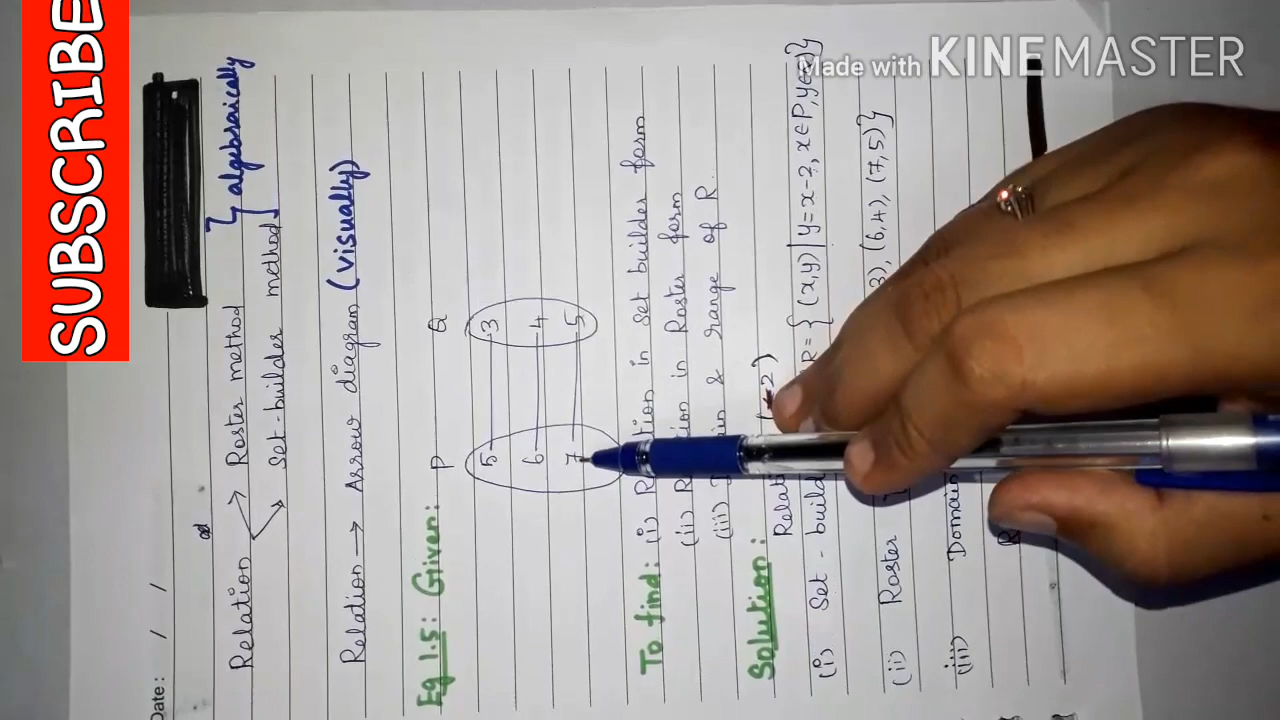 SUBSCRIBE
Made with KINEMASTER
Date: / /
Relation → Roster method
→ Set-builder method } algebraically
Relation → Arrow diagram (visually)
Eg 1.5: Given: P Q
5 3
6 4
7 5
To find: (i) Relation in set builder form
(ii) in Roster form
(iii) & range of R.
Solution:
(i) Set-build R = { (x,y) | y = x-2, x∈P, y∈ )}
(ii) Roster 3), (6,4), (7,5)}
(iii) Domain
R